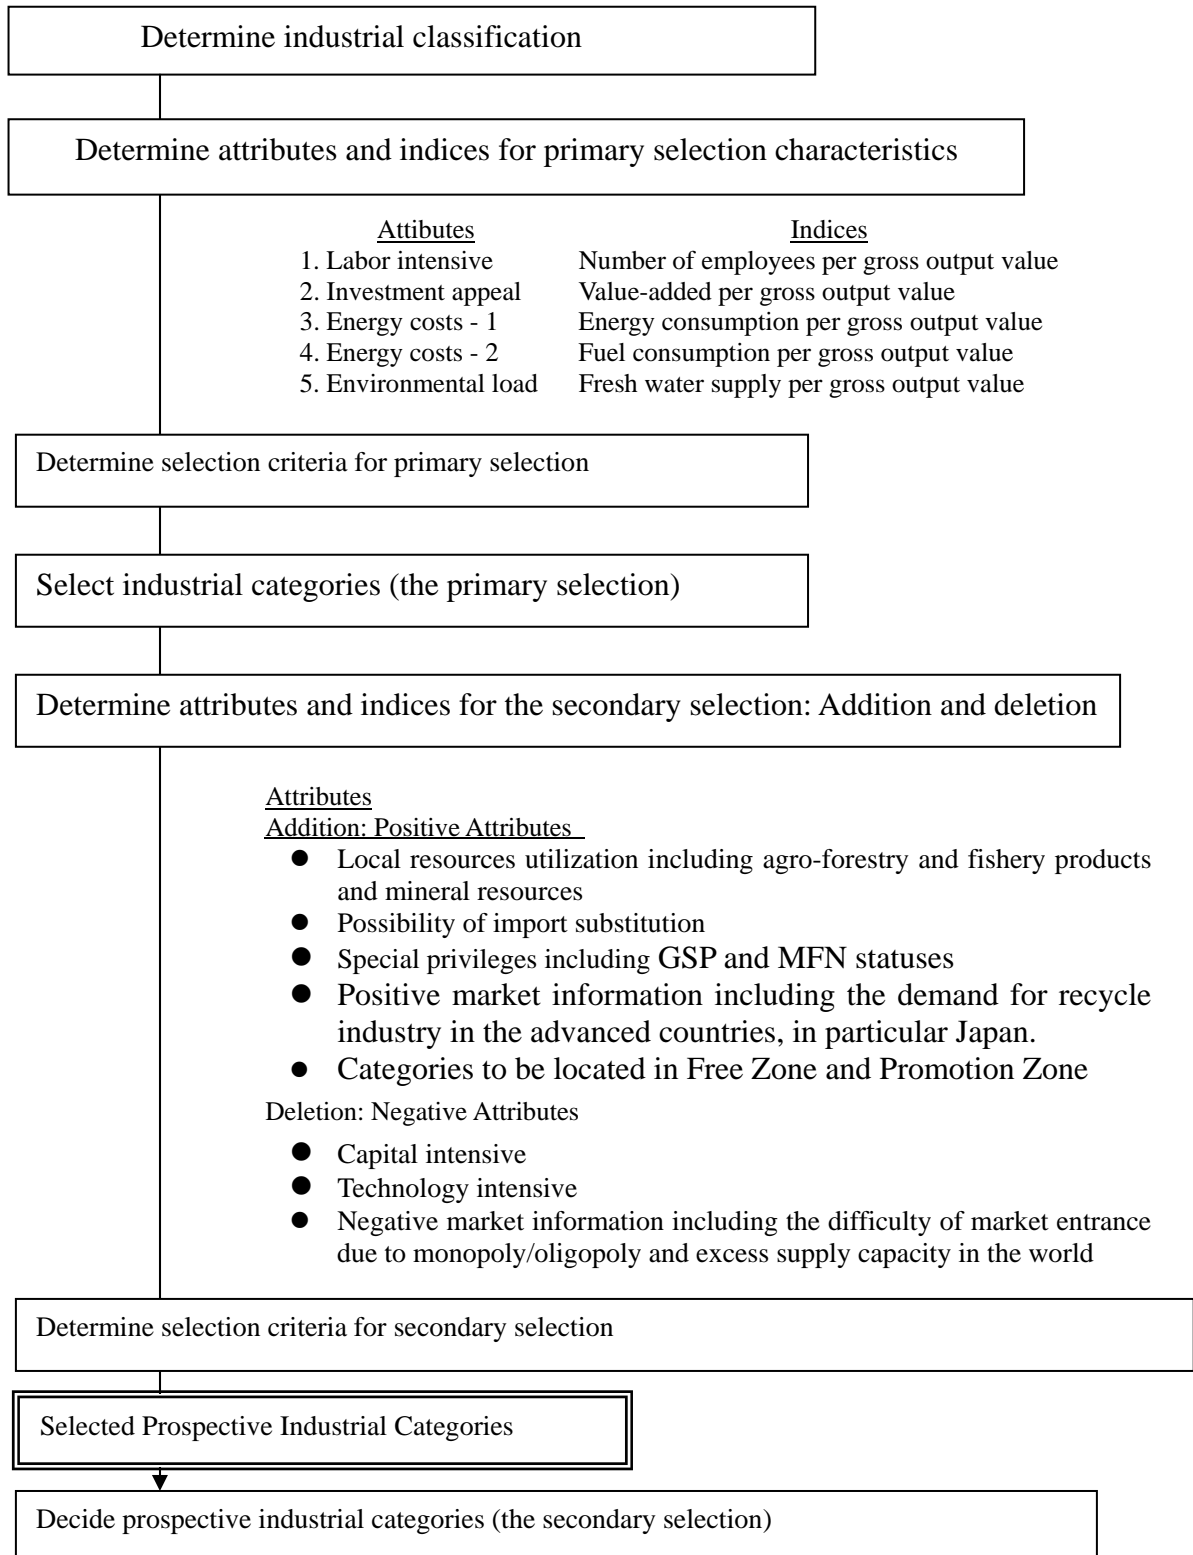 Determine industrial classification
Determine attributes and indices for primary selection characteristics
Attibutes Indices
1. Labor intensive Number of employees per gross output value
2. Investment appeal Value-added per gross output value
3. Energy costs - 1 Energy consumption per gross output value
4. Energy costs - 2 Fuel consumption per gross output value
5. Environmental load Fresh water supply per gross output value
Determine selection criteria for primary selection
Select industrial categories (the primary selection)
Determine attributes and indices for the secondary selection: Addition and deletion
Attributes
Addition: Positive Attributes
● Local resources utilization including agro-forestry and fishery products
and mineral resources
● Possibility of import substitution
● Special privileges including GSP and MFN statuses
● Positive market information including the demand for recycle
industry in the advanced countries, in particular Japan.
● Categories to be located in Free Zone and Promotion Zone
Deletion: Negative Attributes
● Capital intensive
● Technology intensive
● Negative market information including the difficulty of market entrance
due to monopoly/oligopoly and excess supply capacity in the world
Determine selection criteria for secondary selection
Selected Prospective Industrial Categories
Decide prospective industrial categories (the secondary selection)